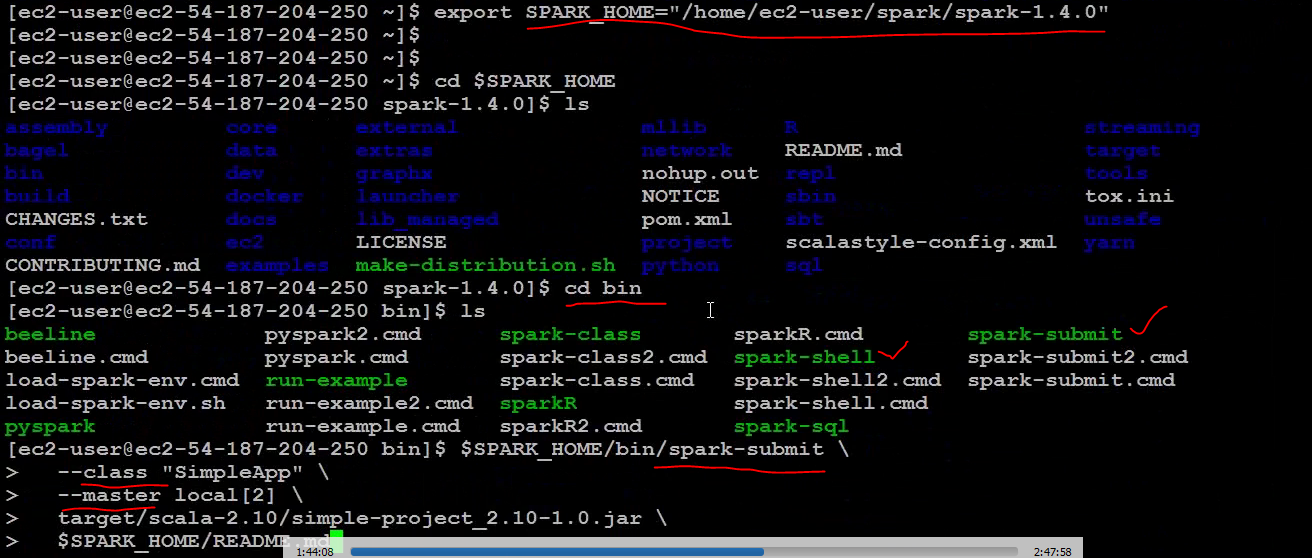 [ec2-user@ec2-54-187-204-250 ~]$ export SPARK_HOME="/home/ec2-user/spark/spark-1.4.0"
[ec2-user@ec2-54-187-204-250 ~]$
[ec2-user@ec2-54-187-204-250 ~]$
[ec2-user@ec2-54-187-204-250 ~]$ cd $SPARK_HOME
[ec2-user@ec2-54-187-204-250 spark-1.4.0]$ ls
assembly core external mllib R streaming
bagel data extras network README.md target
bin dev graphx nohup.out repl tools
build docker launcher NOTICE sbin tox.ini
CHANGES.txt docs lib_managed pom.xml sbt unsafe
conf ec2 LICENSE project scalastyle-config.xml yarn
CONTRIBUTING.md examples make-distribution.sh python sql
[ec2-user@ec2-54-187-204-250 spark-1.4.0]$ cd bin
[ec2-user@ec2-54-187-204-250 bin]$ ls
beeline pyspark2.cmd spark-class sparkR.cmd spark-submit
beeline.cmd pyspark.cmd spark-class2.cmd spark-shell spark-submit2.cmd
load-spark-env.cmd run-example spark-class.cmd spark-shell2.cmd spark-submit.cmd
load-spark-env.sh run-example2.cmd sparkR spark-shell.cmd
pyspark run-example.cmd sparkR2.cmd spark-sql
[ec2-user@ec2-54-187-204-250 bin]$ $SPARK_HOME/bin/spark-submit \
> --class "SimpleApp" \
> --master local[2] \
> target/scala-2.10/simple-project_2.10-1.0.jar \
> $SPARK_HOME/README.md
1:44:08 2:47:58